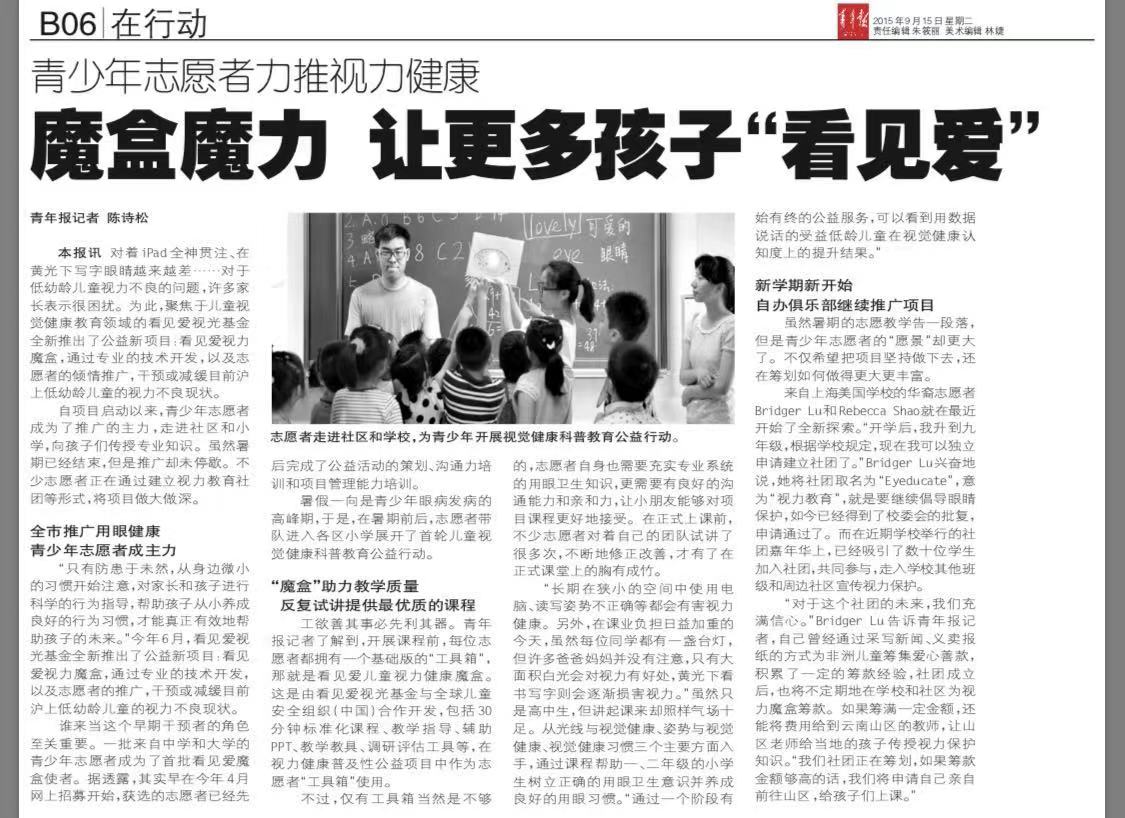 B06 在行动
2015年9月15日 星期二
责任编辑 朱筱丽 美术编辑 林婕
青少年志愿者力推视力健康
魔盒魔力 让更多孩子“看见爱”
青年报记者 陈诗松
本报讯 对着iPad全神贯注、在
黄光下写字眼睛越来越差……对于
低幼龄儿童视力不良的问题,许多家
长表示很困扰。为此,聚焦于儿童视
觉健康教育领域的看见爱视光基金
全新推出了公益新项目:看见爱视力
魔盒,通过专业的技术开发,以及志
愿者的倾情推广,干预或减缓目前沪
上低幼龄儿童的视力不良现状。
自项目启动以来,青少年志愿者
成为了推广的主力,走进社区和小
学,向孩子们传授专业知识。虽然暑
期已经结束,但是推广却未停歇。不
少志愿者正在通过建立视力教育社
团等形式,将项目做大做深。
全市推广用眼健康
青少年志愿者成主力
“只有防患于未然,从身边微小
的习惯开始注意,对家长和孩子进行
科学的行为指导,帮助孩子从小养成
良好的行为习惯,才能真正有效地帮
助孩子的未来。”今年6月,看见爱视
光基金全新推出了公益新项目:看见
爱视力魔盒,通过专业的技术开发,
以及志愿者的推广,干预或减缓目前
沪上低幼龄儿童的视力不良现状。
谁来当这个早期干预者的角色
至关重要。一批来自中学和大学的
青少年志愿者成为了首批看见爱魔
盒使者。据透露,其实早在今年4月
网上招募开始,获选的志愿者已经先
lovely 可爱的
eye 眼睛
志愿者走进社区和学校,为青少年开展视觉健康科普教育公益行动。
后完成了公益活动的策划、沟通力培
训和项目管理能力培训。
暑假一向是青少年眼病发病的
高峰期,于是,在暑期前后,志愿者带
队进入各区小学展开了首轮儿童视
觉健康科普教育公益行动。
“魔盒”助力教学质量
反复试讲提供最优质的课程
工欲善其事必先利其器。青年
报记者了解到,开展课程前,每位志
愿者都拥有一个基础版的“工具箱”,
那就是看见爱儿童视力健康魔盒。
这是由看见爱视光基金与全球儿童
安全组织(中国)合作开发,包括30
分钟标准化课程、教学指导、辅助
PPT、教学教具、调研评估工具等,在
视力健康普及性公益项目中作为志
愿者“工具箱”使用。
不过,仅有工具箱当然是不够
的,志愿者自身也需要充实专业系统
的用眼卫生知识,更需要有良好的沟
通能力和亲和力,让小朋友能够对项
目课程更好地接受。在正式上课前,
不少志愿者对着自己的团队试讲了
很多次,不断地修正改善,才有了在
正式课堂上的胸有成竹。
“长期在狭小的空间中使用电
脑、读写姿势不正确等都会有害视力
健康。另外,在课业负担日益加重的
今天,虽然每位同学都有一盏台灯,
但许多爸爸妈妈并没有注意,只有大
面积白光会对视力有好处,黄光下看
书写字则会逐渐损害视力。”虽然只
是高中生,但讲起课来却照样气场十
足。从光线与视觉健康、姿势与视觉
健康、视觉健康习惯三个主要方面入
手,通过课程帮助一、二年级的小学
生树立正确的用眼卫生意识并养成
良好的用眼习惯。“通过一个阶段有
始有终的公益服务,可以看到用数据
说话的受益低龄儿童在视觉健康认
知度上的提升结果。”
新学期新开始
自办俱乐部继续推广项目
虽然暑期的志愿教学告一段落,
但是青少年志愿者的“愿景”却更大
了。不仅希望把项目坚持做下去,还
在筹划如何做得更大更丰富。
来自上海美国学校的华裔志愿者
Bridger Lu和Rebecca Shao就在最近
开始了全新探索。“开学后,我升到九
年级,根据学校规定,现在我可以独立
申请建立社团了。”Bridger Lu兴奋地
说,她将社团取名为“Eyeducate”,意
为“视力教育”,就是要继续倡导眼睛
保护,如今已经得到了校委会的批复,
申请通过了。而在近期学校举行的社
团嘉年华上,已经吸引了数十位学生
加入社团,共同参与,走入学校其他班
级和周边社区宣传视力保护。
“对于这个社团的未来,我们充
满信心。”Bridger Lu告诉青年报记
者,自己曾经通过采写新闻、义卖报
纸的方式为非洲儿童筹集爱心善款,
积累了一定的筹款经验,社团成立
后,也将不定期地在学校和社区为视
力魔盒筹款。如果筹满一定金额,还
能将费用给到云南山区的教师,让山
区老师给当地的孩子传授视力保护
知识。“我们社团正在筹划,如果筹款
金额够高的话,我们将申请自己亲自
前往山区,给孩子们上课。”